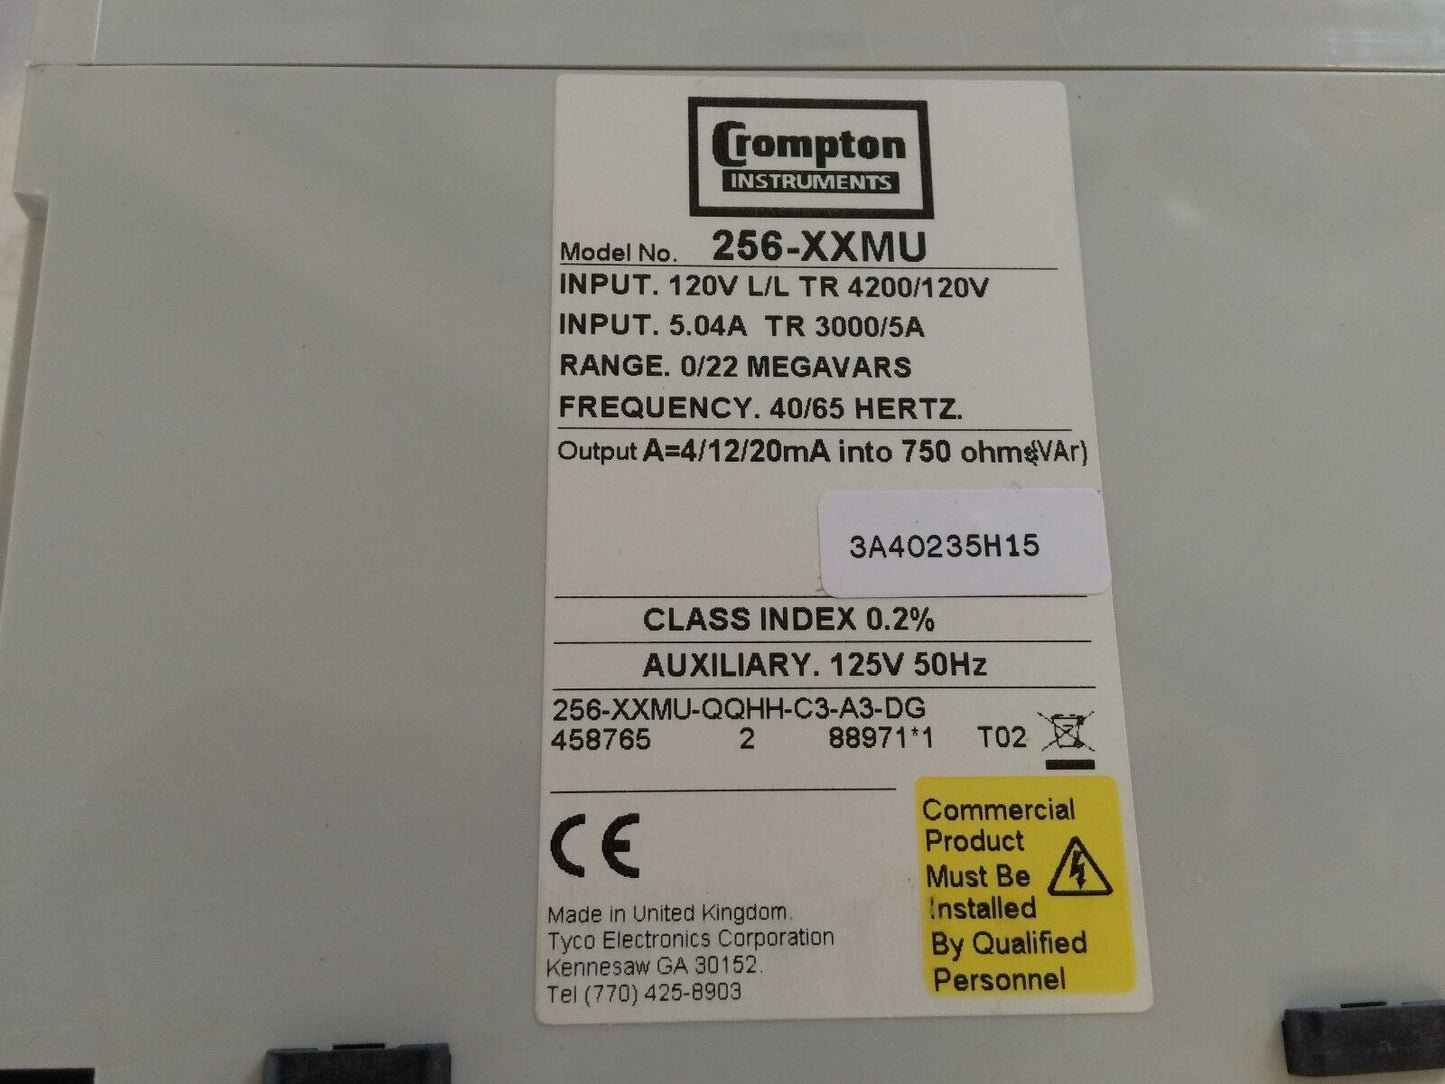 Crompton
INSTRUMENTS
Model No. 256-XXMU
INPUT. 120V L/L TR 4200/120V
INPUT. 5.04A TR 3000/5A
RANGE. 0/22 MEGAVARS
FREQUENCY. 40/65 HERTZ.
Output A=4/12/20mA into 750 ohms(VAr)
3A40235H15
CLASS INDEX 0.2%
AUXILIARY. 125V 50Hz
256-XXMU-QQHH-C3-A3-DG
458765 2 88971*1 T02
CE
Made in United Kingdom.
Tyco Electronics Corporation
Kennesaw GA 30152.
Tel (770) 425-8903
Commercial
Product
Must Be
Installed
By Qualified
Personnel